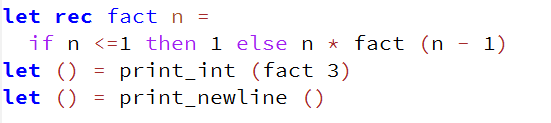 let rec fact n =
  if n <=1 then 1 else n * fact (n - 1)
let () = print_int (fact 3)
let () = print_newline ()